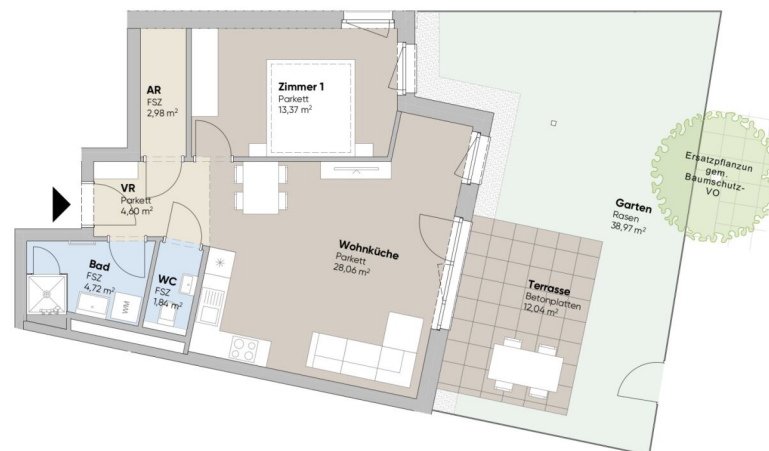 AR
FSZ
2,98 m²
Zimmer 1
Parkett
13,37 m²
VR
Parkett
4,60 m²
Bad
FSZ
4,72 m²
WM
WC
FSZ
1,84 m²
Wohnküche
Parkett
28,06 m²
Terrasse
Betonplatten
12,04 m²
Garten
Rasen
38,97 m²
Ersatzpflanzun
gem.
Baumschutz-
VO